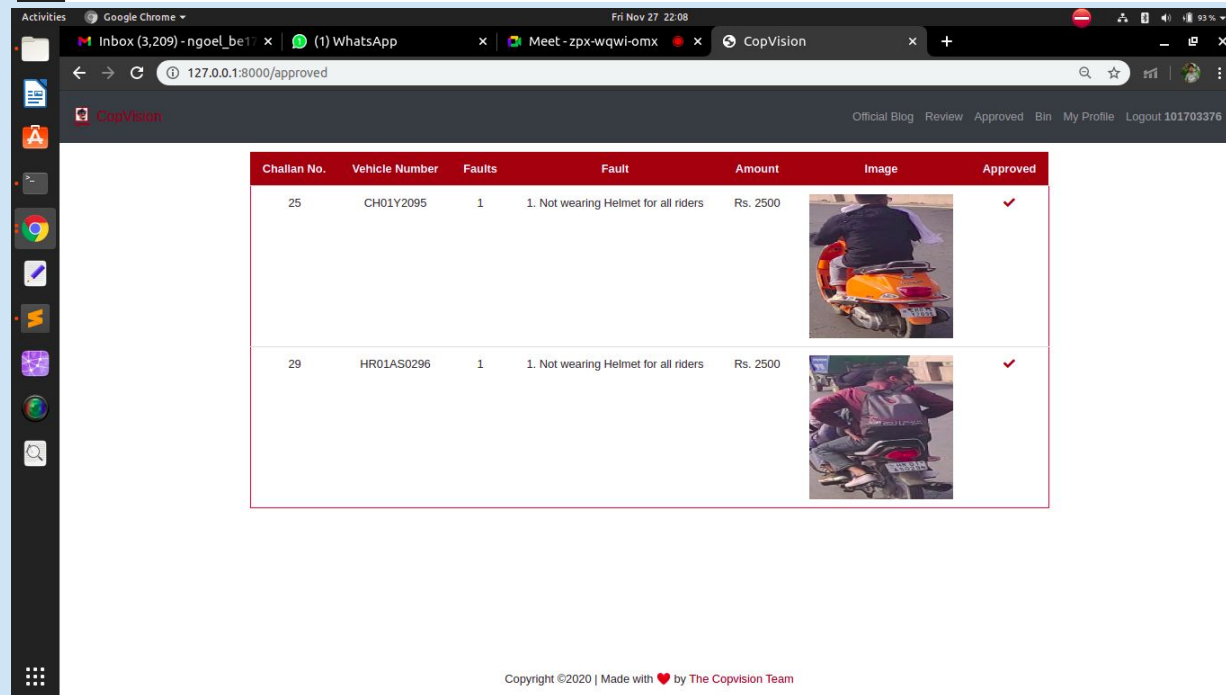 Activities Google Chrome Fri Nov 27 22:08 93 %
Inbox (3,209) - ngoel_be17 (1) WhatsApp Meet - zpx-wqwi-omx CopVision
127.0.0.1:8000/approved
CopVision Official Blog Review Approved Bin My Profile Logout 101703376
Challan No. Vehicle Number Faults Fault Amount Image Approved
25 CH01Y2095 1 1. Not wearing Helmet for all riders Rs. 2500
29 HR01AS0296 1 1. Not wearing Helmet for all riders Rs. 2500
Copyright ©2020 | Made with ❤ by The Copvision Team